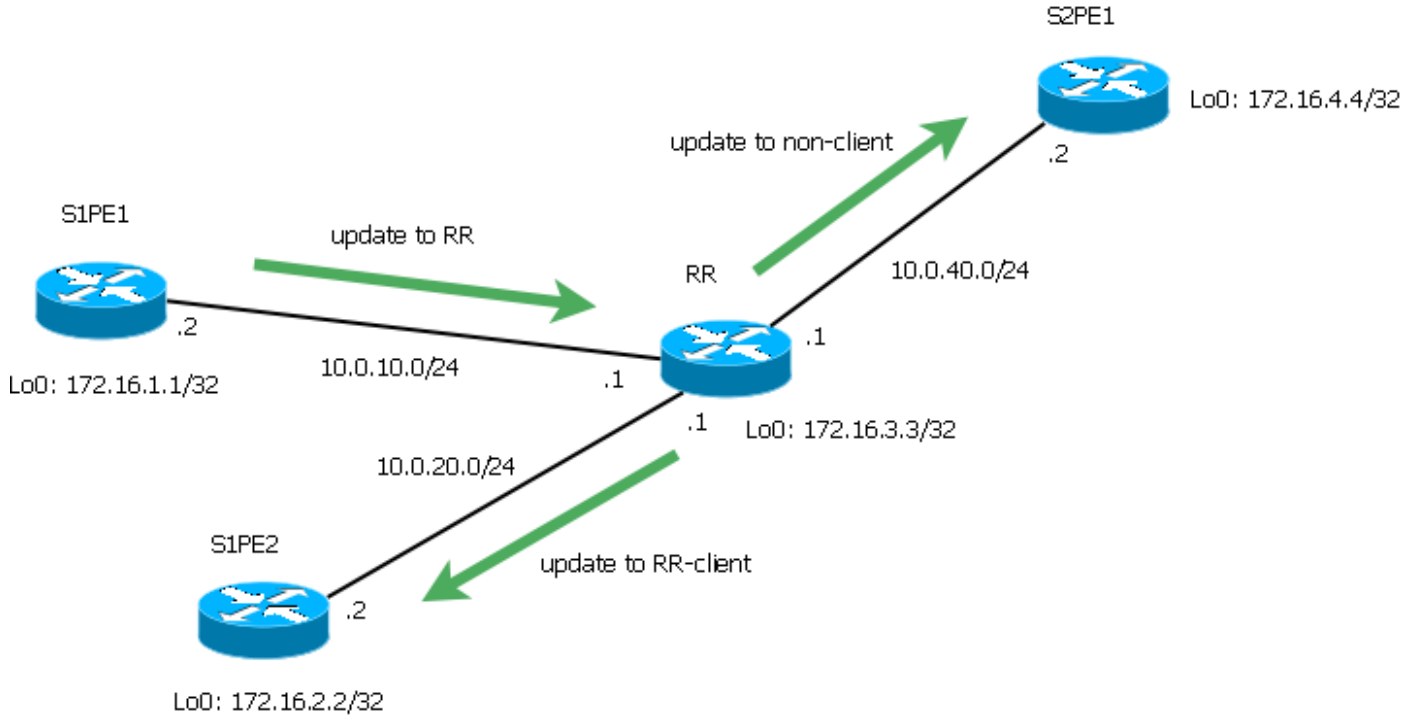 S2PE1
Lo0: 172.16.4.4/32
update to non-client
.2
S1PE1
update to RR
RR
10.0.40.0/24
.2
.1
10.0.10.0/24
.1
Lo0: 172.16.1.1/32
.1
Lo0: 172.16.3.3/32
10.0.20.0/24
S1PE2
update to RR-client
.2
Lo0: 172.16.2.2/32